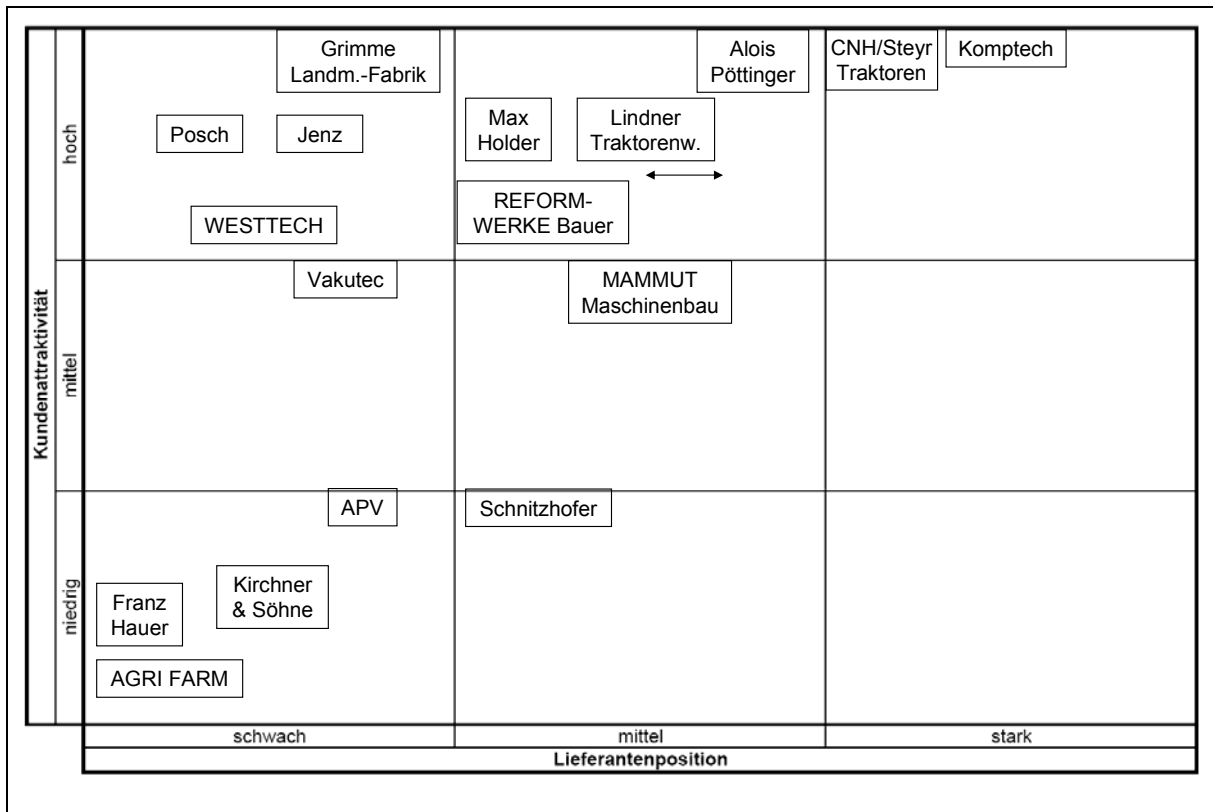 Grimme
Landm.-Fabrik
Alois
Pöttinger
CNH/Steyr
Traktoren
Komptech
Posch
Jenz
Max
Holder
Lindner
Traktorenw.
WESTTECH
REFORM-
WERKE Bauer
hoch
Vakutec
MAMMUT
Maschinenbau
mittel
Kundenattraktivität
APV
Schnitzhofer
Franz
Hauer
Kirchner
& Söhne
AGRI FARM
niedrig
schwach
mittel
stark
Lieferantenposition